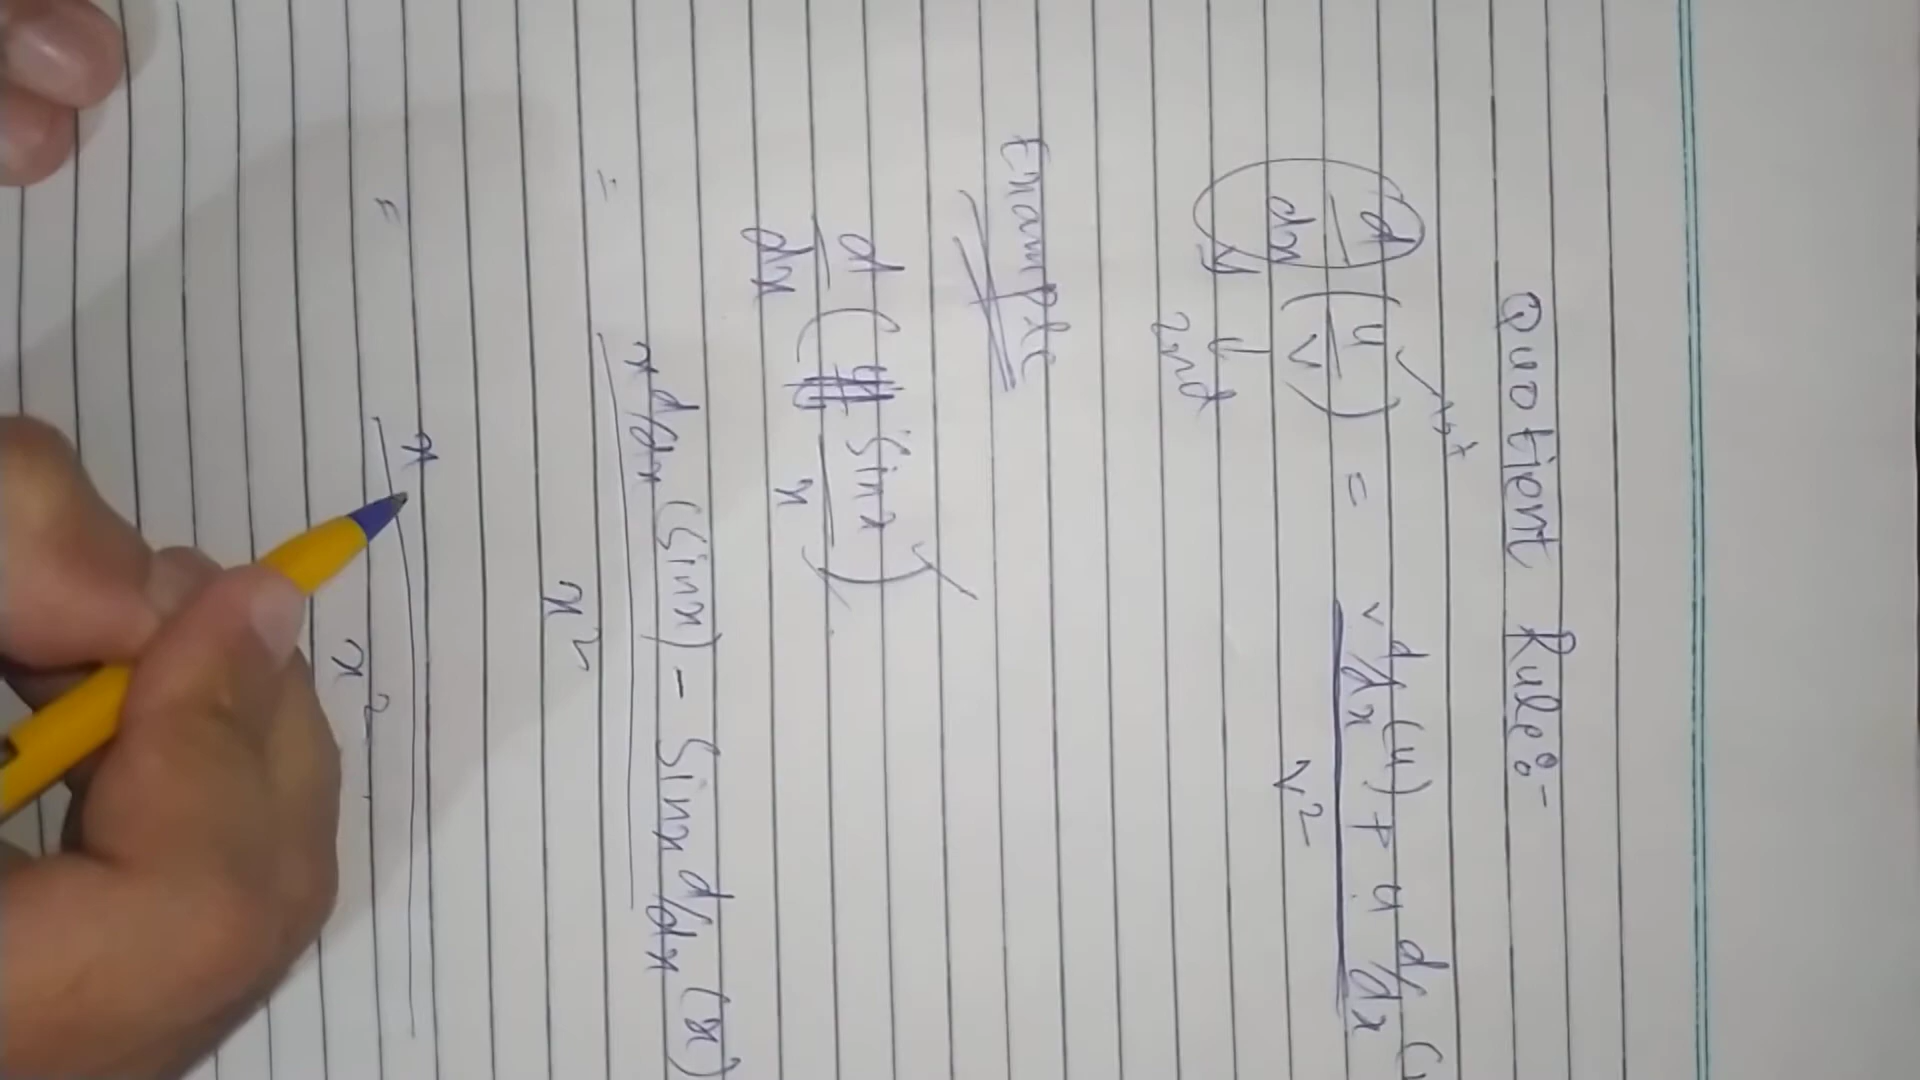 Quotient Rule:-
d/dx (u/v) = v d/dx (u) + u d/dx (
1st
v²
2nd
Example
d/dx ( Sinx / x )
= x d/dx (Sinx) - Sinx d/dx (x)
x²
= x
x²